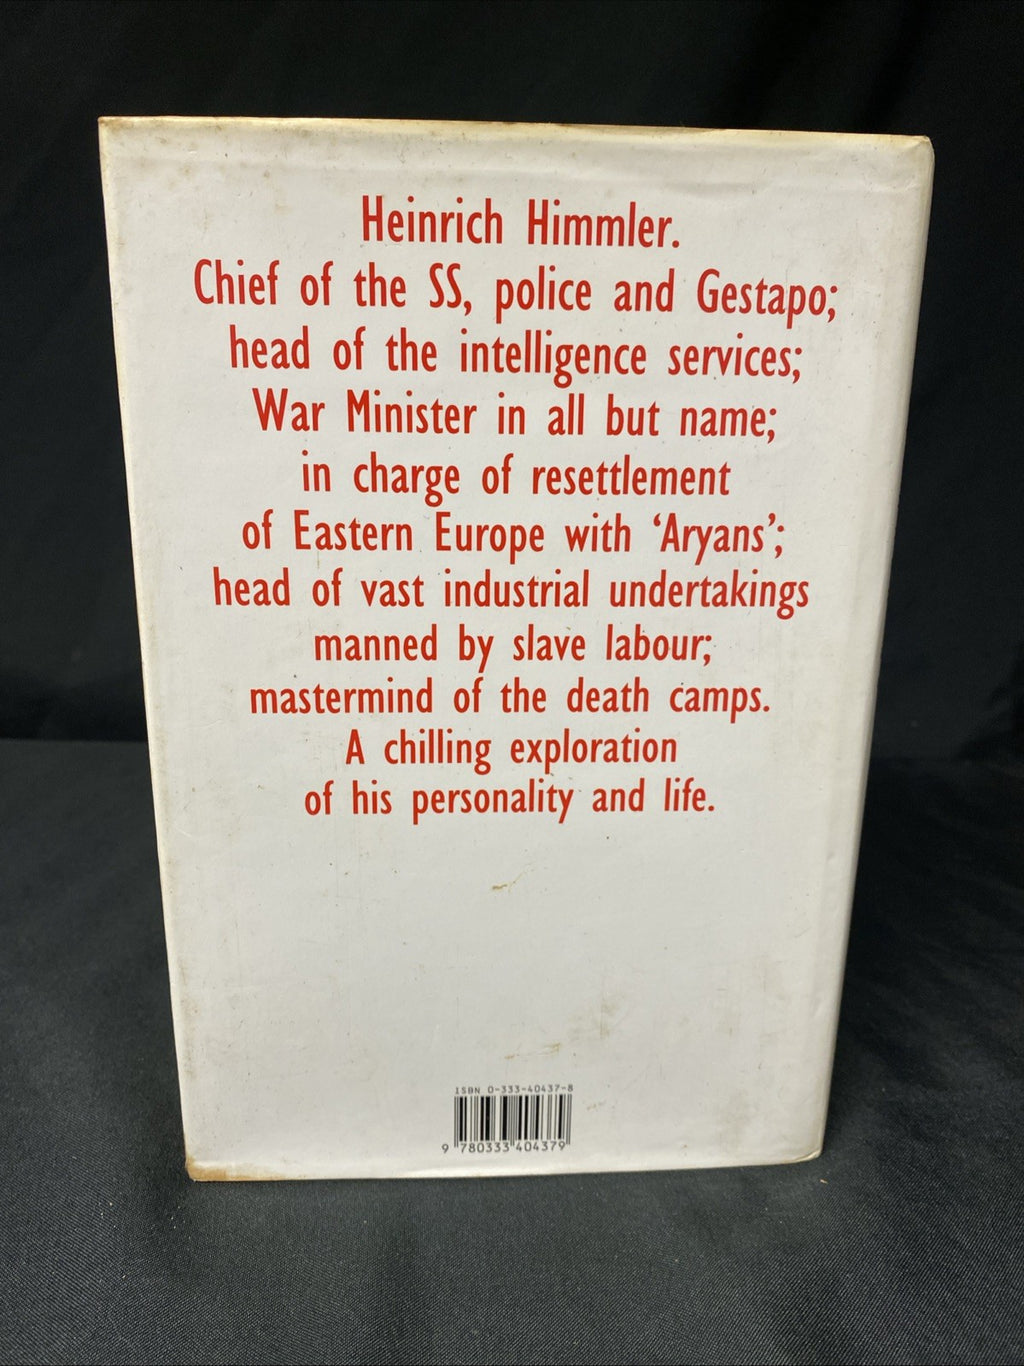 Heinrich Himmler.
Chief of the SS, police and Gestapo;
head of the intelligence services;
War Minister in all but name;
in charge of resettlement
of Eastern Europe with ‘Aryans’;
head of vast industrial undertakings
manned by slave labour;
mastermind of the death camps.
A chilling exploration
of his personality and life.
ISBN 0-333-40437-8
9 780333 404379